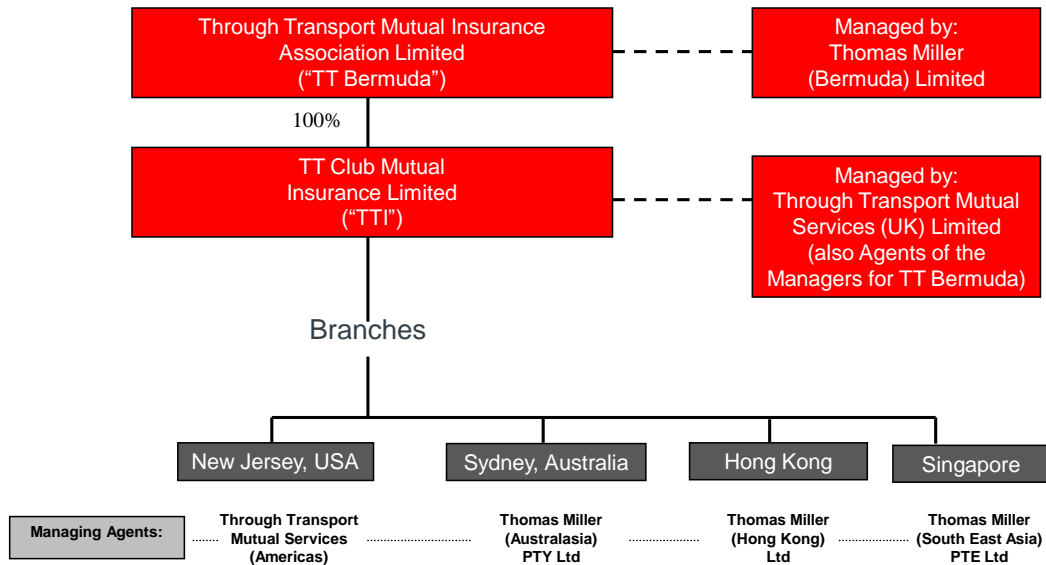 Through Transport Mutual Insurance
Association Limited
(“TT Bermuda”)
Managed by:
Thomas Miller
(Bermuda) Limited
100%
TT Club Mutual
Insurance Limited
(“TTI”)
Managed by:
Through Transport Mutual
Services (UK) Limited
(also Agents of the
Managers for TT Bermuda)
Branches
New Jersey, USA
Sydney, Australia
Hong Kong
Singapore
Managing Agents:
Through Transport
Mutual Services
(Americas)
Thomas Miller
(Australasia)
PTY Ltd
Thomas Miller
(Hong Kong)
Ltd
Thomas Miller
(South East Asia)
PTE Ltd